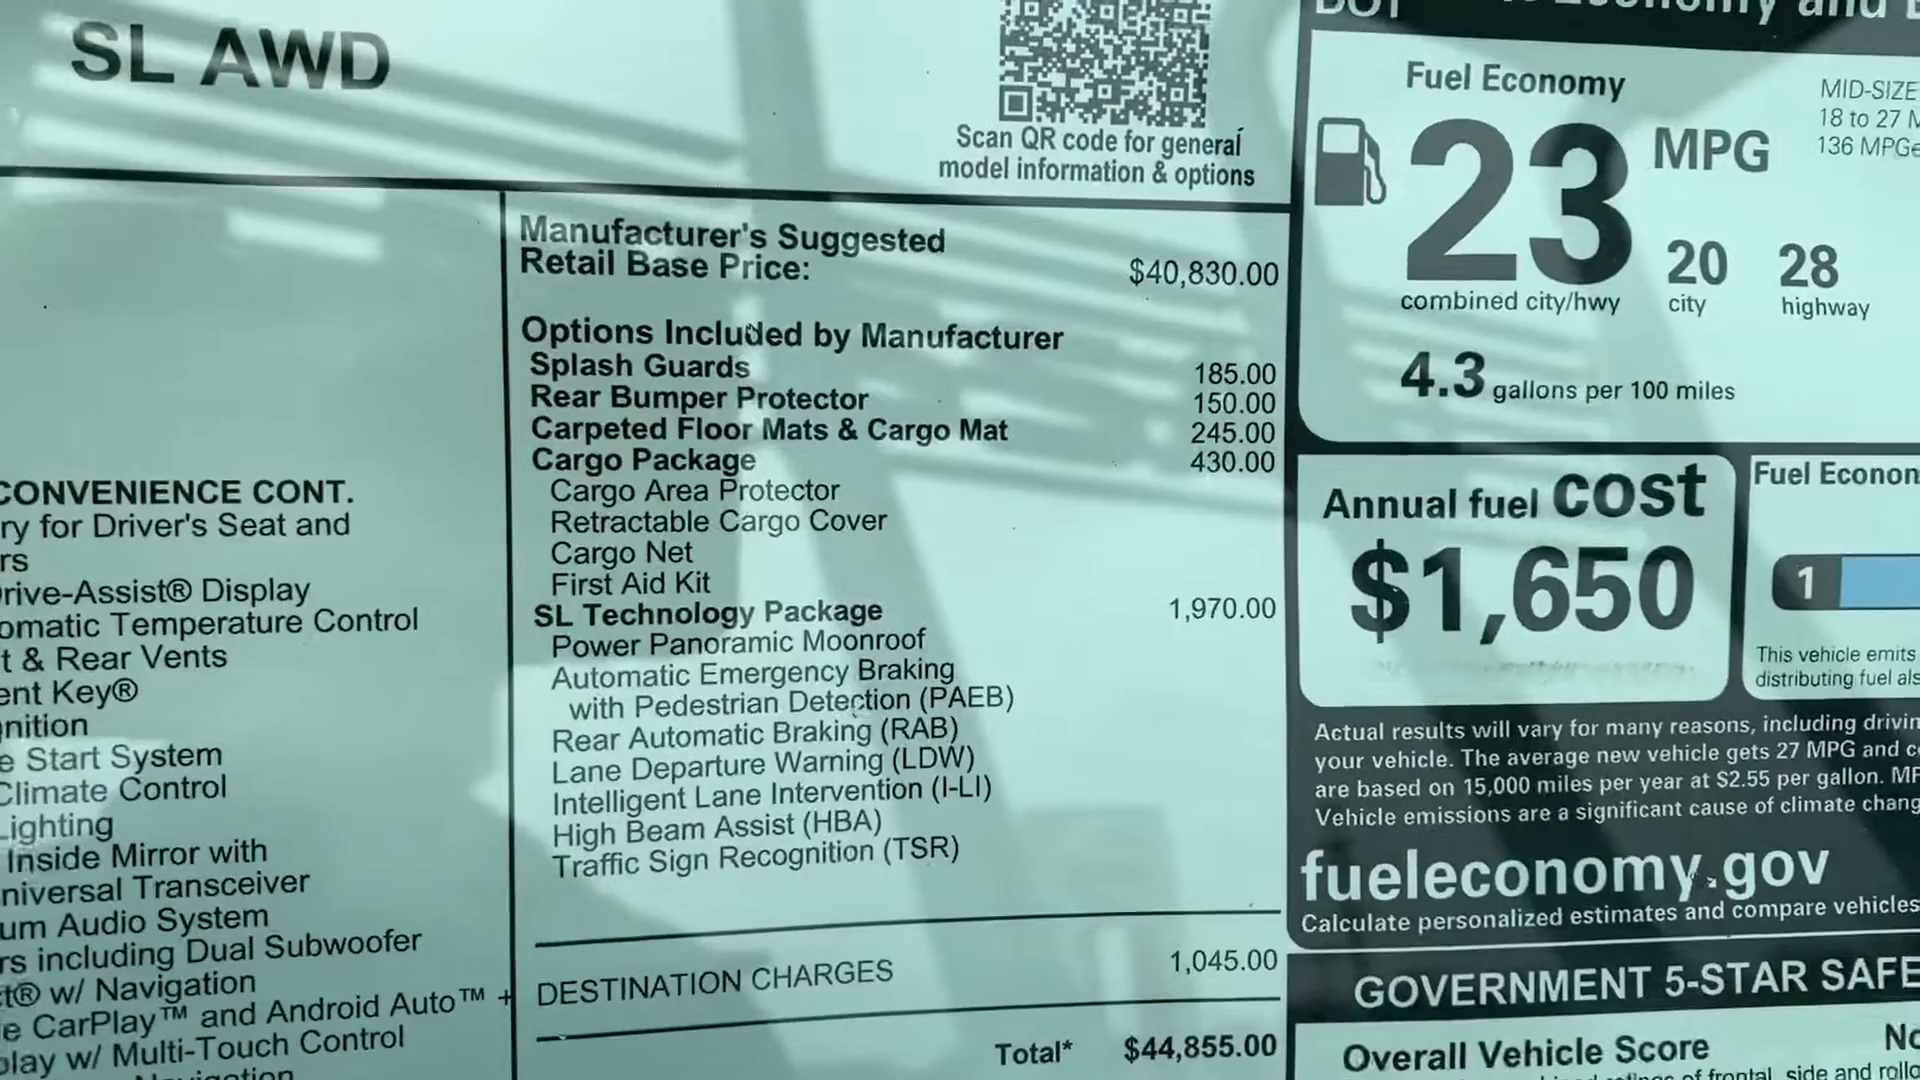 SL AWD
Scan QR code for general
model information & options
Manufacturer's Suggested
Retail Base Price: $40,830.00
Options Included by Manufacturer
Splash Guards 185.00
Rear Bumper Protector 150.00
Carpeted Floor Mats & Cargo Mat 245.00
Cargo Package 430.00
Cargo Area Protector
Retractable Cargo Cover
Cargo Net
First Aid Kit
SL Technology Package 1,970.00
Power Panoramic Moonroof
Automatic Emergency Braking
with Pedestrian Detection (PAEB)
Rear Automatic Braking (RAB)
Lane Departure Warning (LDW)
Intelligent Lane Intervention (I-LI)
High Beam Assist (HBA)
Traffic Sign Recognition (TSR)
DESTINATION CHARGES 1,045.00
Total* $44,855.00
CONVENIENCE CONT.
ry for Driver's Seat and
rs
rive-Assist® Display
omatic Temperature Control
t & Rear Vents
ent Key®
nition
e Start System
Climate Control
Lighting
Inside Mirror with
niversal Transceiver
um Audio System
rs including Dual Subwoofer
t® w/ Navigation
e CarPlay™ and Android Auto™ +
play w/ Multi-Touch Control
DOT Economy and
Fuel Economy
MID-SIZE
18 to 27 M
136 MPGe
23 MPG
20 28
combined city/hwy city highway
4.3 gallons per 100 miles
Annual fuel cost
$1,650
Fuel Econon
1
This vehicle emits
distributing fuel als
Actual results will vary for many reasons, including drivin
your vehicle. The average new vehicle gets 27 MPG and c
are based on 15,000 miles per year at $2.55 per gallon. MP
Vehicle emissions are a significant cause of climate chang
fueleconomy.gov
Calculate personalized estimates and compare vehicles
GOVERNMENT 5-STAR SAFE
Overall Vehicle Score No
of frontal, side and rollo